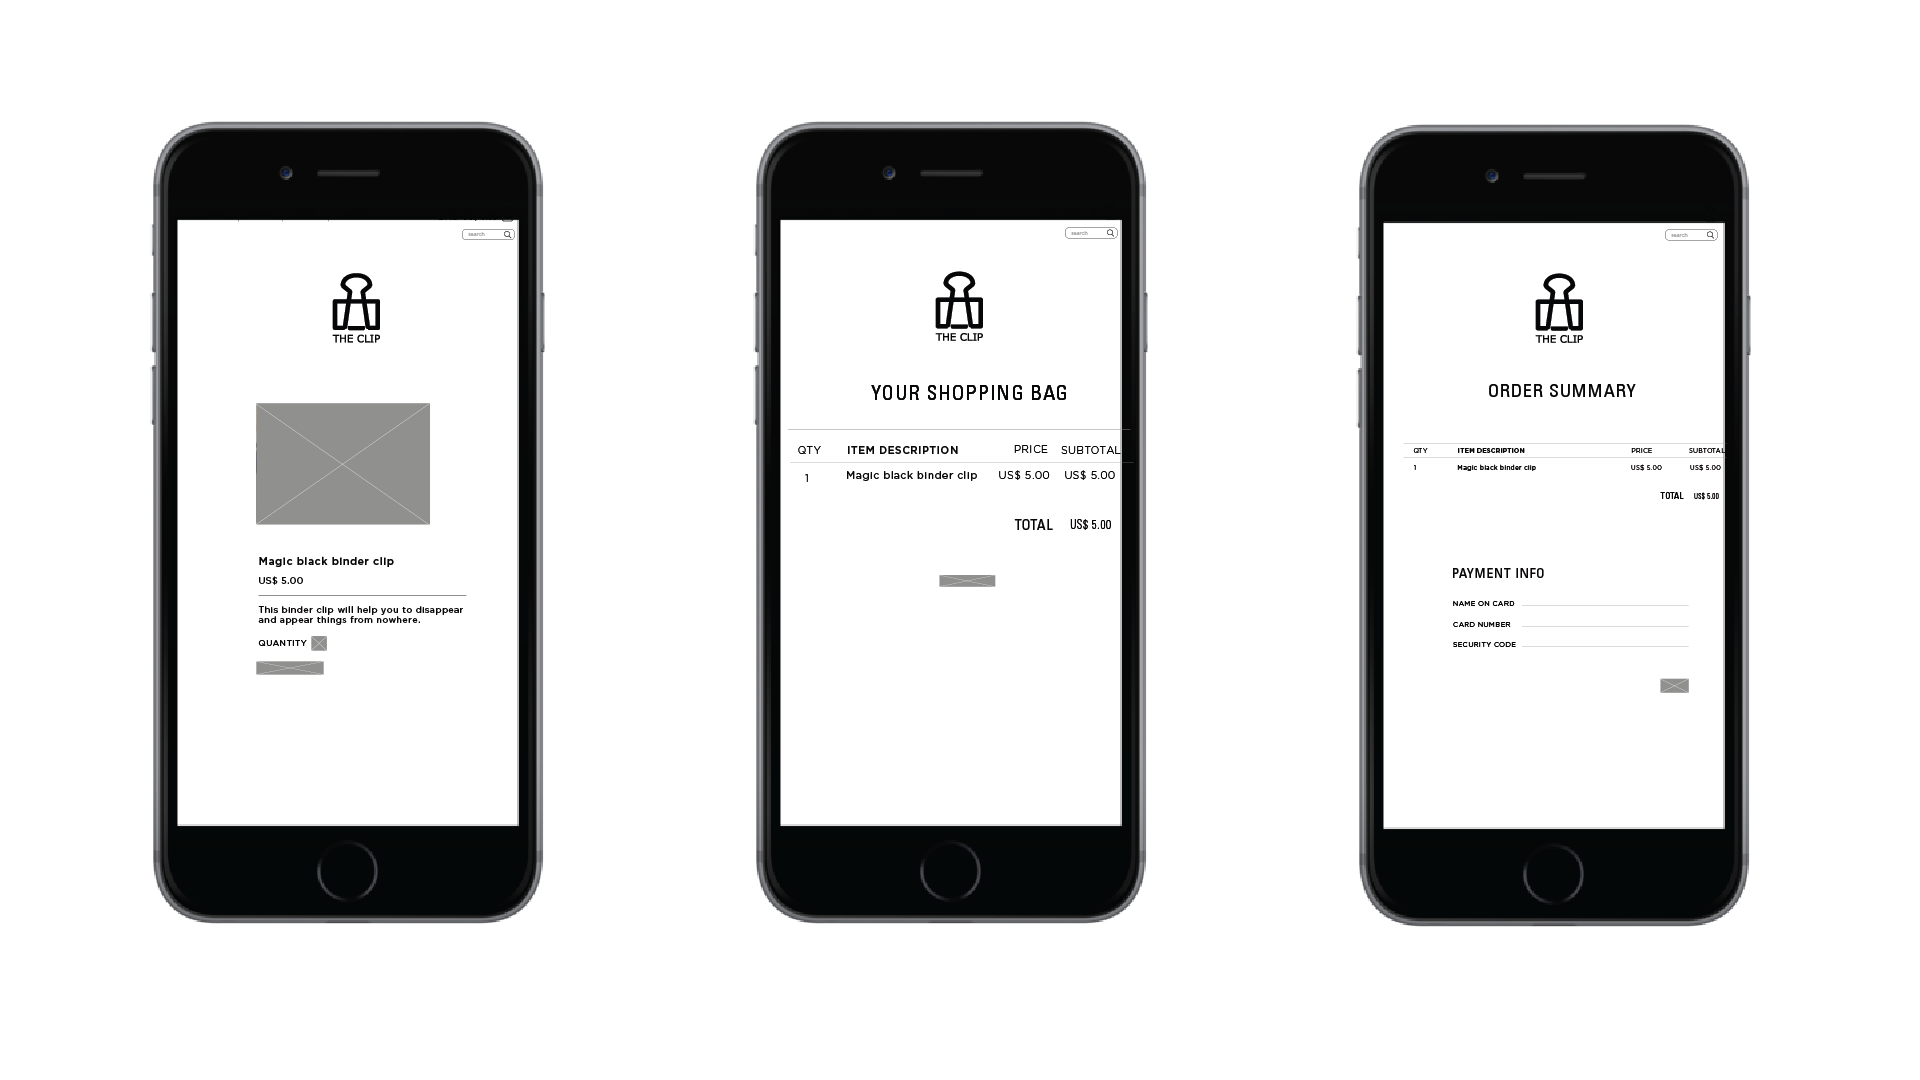 search
THE CLIP
Magic black binder clip
US$ 5.00
This binder clip will help you to disappear
and appear things from nowhere.
QUANTITY
search
THE CLIP
YOUR SHOPPING BAG
QTY ITEM DESCRIPTION PRICE SUBTOTAL
1 Magic black binder clip US$ 5.00 US$ 5.00
TOTAL US$ 5.00
search
THE CLIP
ORDER SUMMARY
QTY ITEM DESCRIPTION PRICE SUBTOTAL
1 Magic black binder clip US$ 5.00 US$ 5.00
TOTAL US$ 5.00
PAYMENT INFO
NAME ON CARD
CARD NUMBER
SECURITY CODE